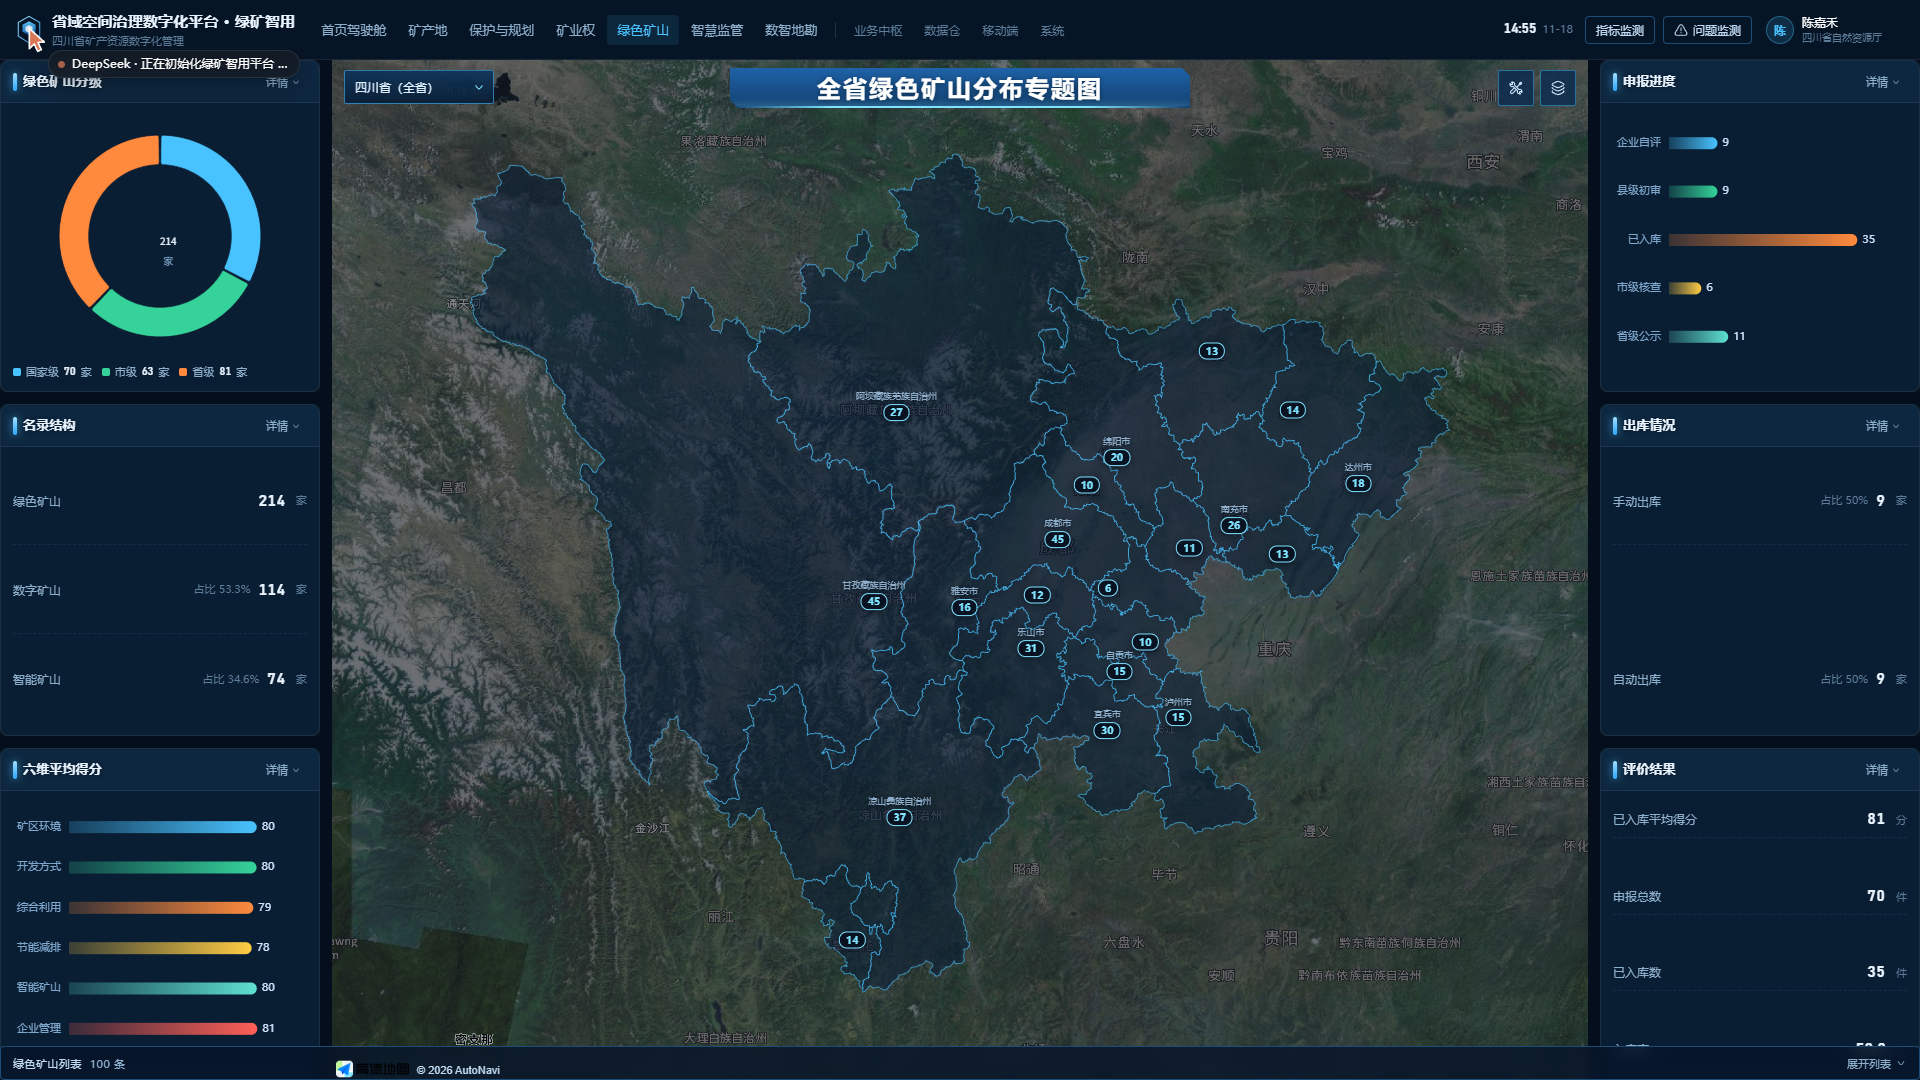 省域空间治理数字化平台 • 绿矿智用
四川省矿产资源数字化管理
DeepSeek · 正在初始化绿矿智用平台 ...
首页驾驶舱
矿产地
保护与规划
矿业权
绿色矿山
智慧监管
数智地勘
业务中枢
数据仓
移动端
系统
14:55 11-18
指标监测
问题监测
陈
陈嘉禾
四川省自然资源厅
绿色矿山分级
详情
214
家
国家级 70 家 市级 63 家 省级 81 家
名录结构
详情
绿色矿山 214 家
数字矿山 占比 53.3% 114 家
智能矿山 占比 34.6% 74 家
六维平均得分
详情
矿区环境 80
开发方式 80
综合利用 79
节能减排 78
智能矿山 80
企业管理 81
绿色矿山列表 100 条
四川省（全省）
全省绿色矿山分布专题图
果洛藏族自治州
天水
铜川
渭南
宝鸡
西安
商洛
陇南
汉中
安康
通天河
昌都
13
14
阿坝藏族羌族自治州
27
绵阳市
20
10
达州市
18
南充市
26
成都市
45
11
13
恩施土家族苗族自治州
甘孜藏族自治州
45
雅安市
16
12
6
乐山市
31
10
重庆
自贡市
15
泸州市
15
宜宾市
30
湘西土家族苗族自
凉山彝族自治州
37
金沙江
遵义
铜仁
怀化
昭通
毕节
丽江
14
六盘水
贵阳
黔东南苗族侗族自治州
安顺
黔南布依族苗族自治州
awng
密支那
大理白族自治州
高德地图 © 2026 AutoNavi
申报进度
详情
企业自评 9
县级初审 9
已入库 35
市级核查 6
省级公示 11
出库情况
详情
手动出库 占比 50% 9 家
自动出库 占比 50% 9 家
评价结果
详情
已入库平均得分 81 分
申报总数 70 件
已入库数 35 件
展开列表